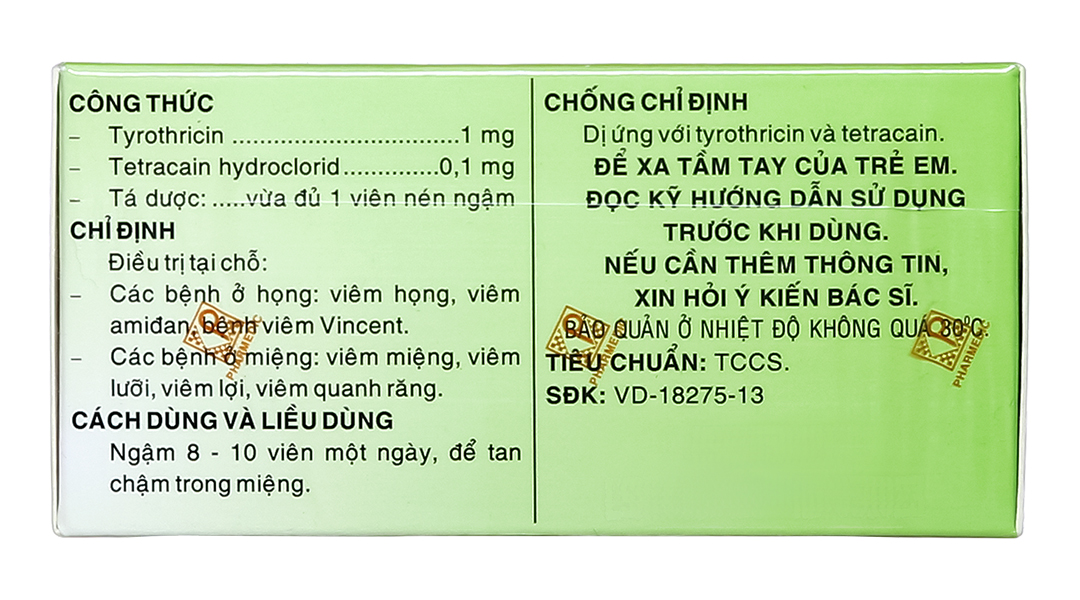 CÔNG THỨC
– Tyrothricin ................................1 mg
– Tetracain hydroclorid..............0,1 mg
– Tá dược: .....vừa đủ 1 viên nén ngậm
CHỈ ĐỊNH
Điều trị tại chỗ:
– Các bệnh ở họng: viêm họng, viêm
amiđan, bệnh viêm Vincent.
– Các bệnh ở miệng: viêm miệng, viêm
lưỡi, viêm lợi, viêm quanh răng.
CÁCH DÙNG VÀ LIỀU DÙNG
Ngậm 8 - 10 viên một ngày, để tan
chậm trong miệng.
CHỐNG CHỈ ĐỊNH
Dị ứng với tyrothricin và tetracain.
ĐỂ XA TẦM TAY CỦA TRẺ EM.
ĐỌC KỸ HƯỚNG DẪN SỬ DỤNG
TRƯỚC KHI DÙNG.
NẾU CẦN THÊM THÔNG TIN,
XIN HỎI Ý KIẾN BÁC SĨ.
BẢO QUẢN Ở NHIỆT ĐỘ KHÔNG QUÁ 30⁰C.
TIÊU CHUẨN: TCCS.
SĐK: VD-18275-13
PHARMEDIC
PHARMEDIC
PHARMEDIC